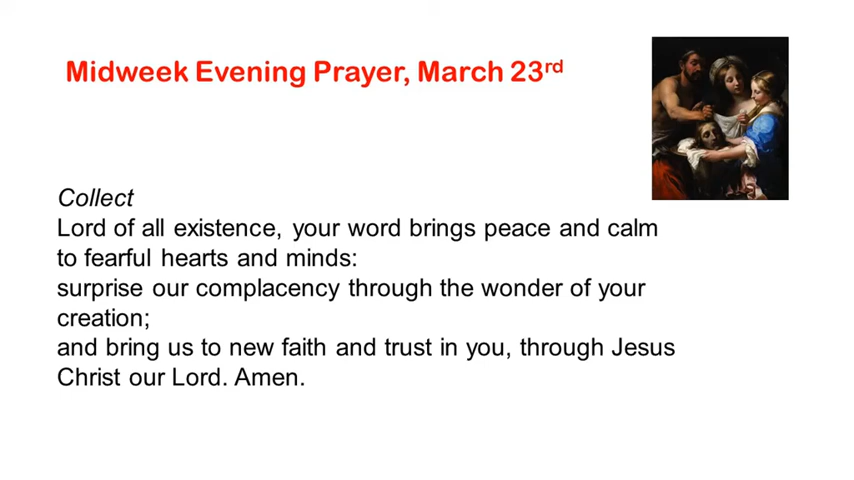 Midweek Evening Prayer, March 23rd
Collect
Lord of all existence, your word brings peace and calm
to fearful hearts and minds:
surprise our complacency through the wonder of your
creation;
and bring us to new faith and trust in you, through Jesus
Christ our Lord. Amen.